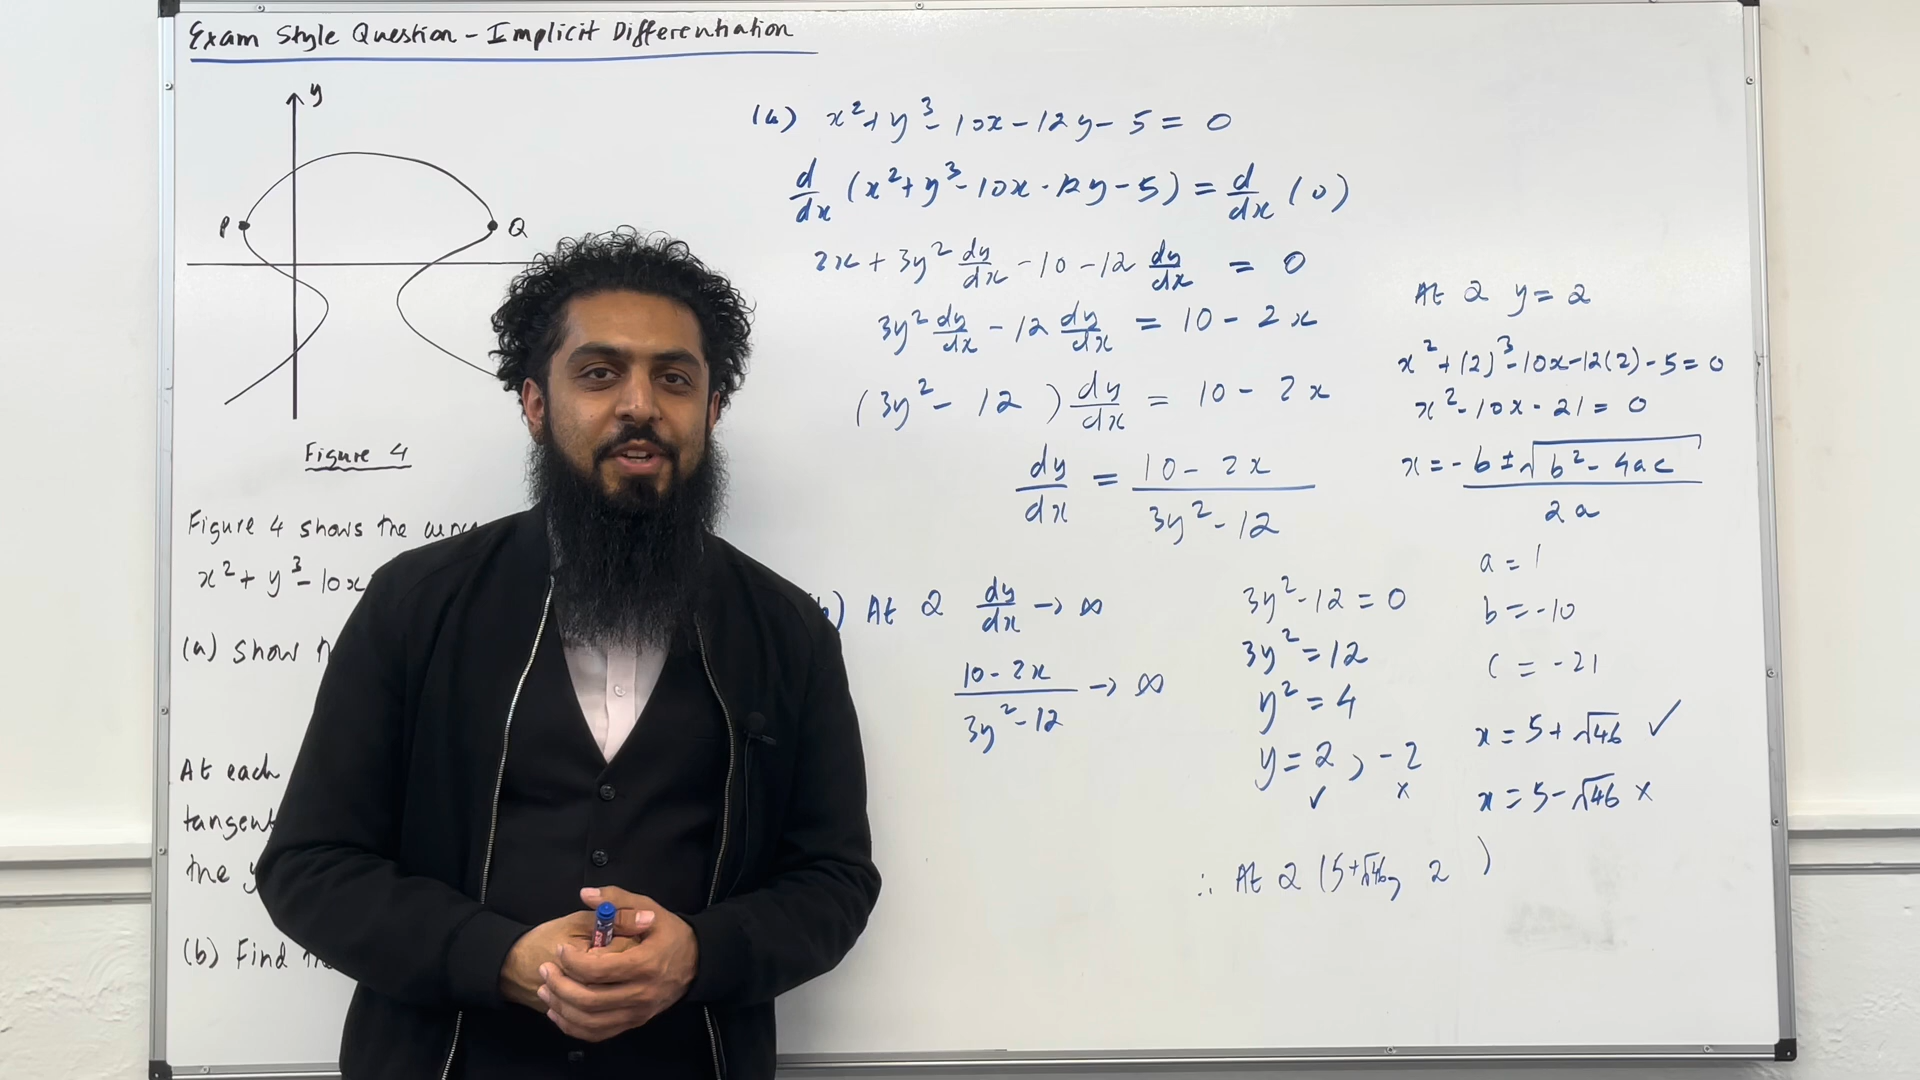 Exam Style Question - Implicit Differentiation
y
P
Q
Figure 4
Figure 4 shows the
x² + y³ - 10x
(a) show
At each
tangent
the y
(b) Find
(a) x² + y³ - 10x - 12y - 5 = 0
d/dx (x² + y³ - 10x - 12y - 5) = d/dx (0)
2x + 3y² dy/dx - 10 - 12 dy/dx = 0
3y² dy/dx - 12 dy/dx = 10 - 2x
(3y² - 12) dy/dx = 10 - 2x
dy/dx = (10 - 2x)/(3y² - 12)
b) At Q dy/dx → ∞
(10 - 2x)/(3y² - 12) → ∞
3y² - 12 = 0
3y² = 12
y² = 4
y = 2, -2
✓ x
At Q y = 2
x² + (2)³ - 10x - 12(2) - 5 = 0
x² - 10x - 21 = 0
x = -b ± √(b² - 4ac) / 2a
a = 1
b = -10
c = -21
x = 5 + √46 ✓
x = 5 - √46 x
∴ At Q (5 + √46, 2)